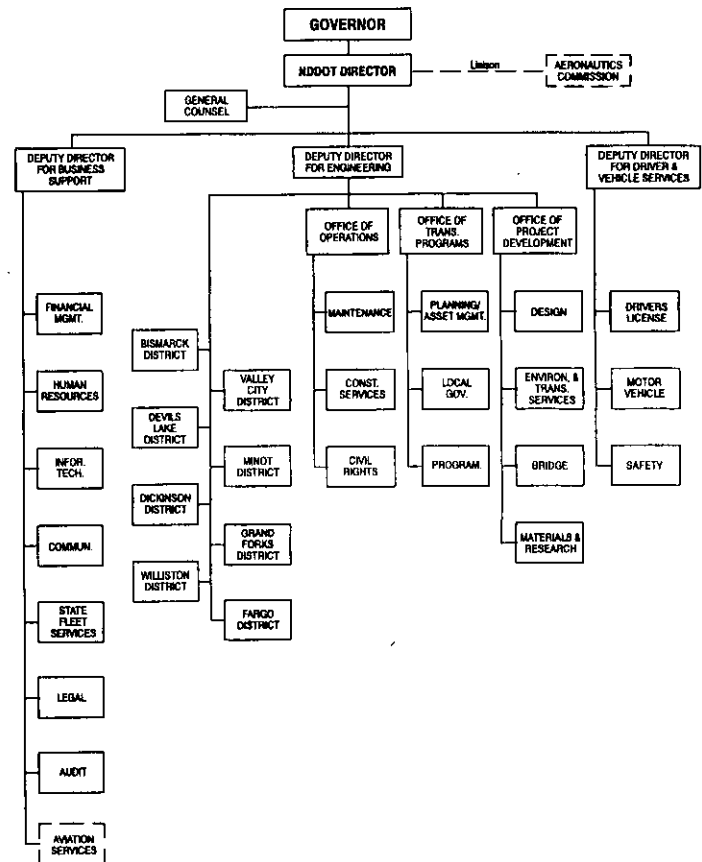 GOVERNOR
NDDOT DIRECTOR
Liaison
AERONAUTICS
COMMISSION
GENERAL
COUNSEL
DEPUTY DIRECTOR
FOR BUSINESS
SUPPORT
DEPUTY DIRECTOR
FOR ENGINEERING
DEPUTY DIRECTOR
FOR DRIVER &
VEHICLE SERVICES
OFFICE OF
OPERATIONS
OFFICE OF
TRANS.
PROGRAMS
OFFICE OF
PROJECT
DEVELOPMENT
FINANCIAL
MGMT.
HUMAN
RESOURCES
INFOR.
TECH.
COMMUN.
STATE
FLEET
SERVICES
LEGAL
AUDIT
AVIATION
SERVICES
BISMARCK
DISTRICT
VALLEY
CITY
DISTRICT
DEVILS
LAKE
DISTRICT
MINOT
DISTRICT
DICKINSON
DISTRICT
GRAND
FORKS
DISTRICT
WILLISTON
DISTRICT
FARGO
DISTRICT
MAINTENANCE
CONST.
SERVICES
CIVIL
RIGHTS
PLANNING/
ASSET MGMT.
LOCAL
GOV.
PROGRAM.
DESIGN
ENVIRON. &
TRANS.
SERVICES
BRIDGE
MATERIALS &
RESEARCH
DRIVERS
LICENSE
MOTOR
VEHICLE
SAFETY